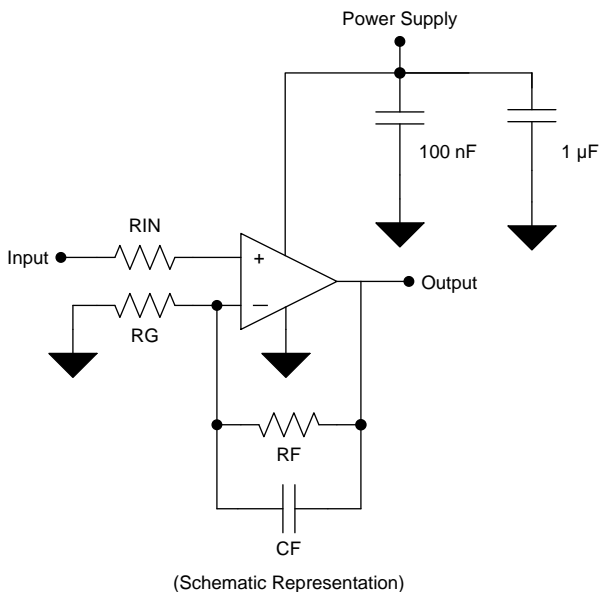 Power Supply
100 nF
1 µF
RIN
Input
+
Output
−
RG
RF
CF
(Schematic Representation)